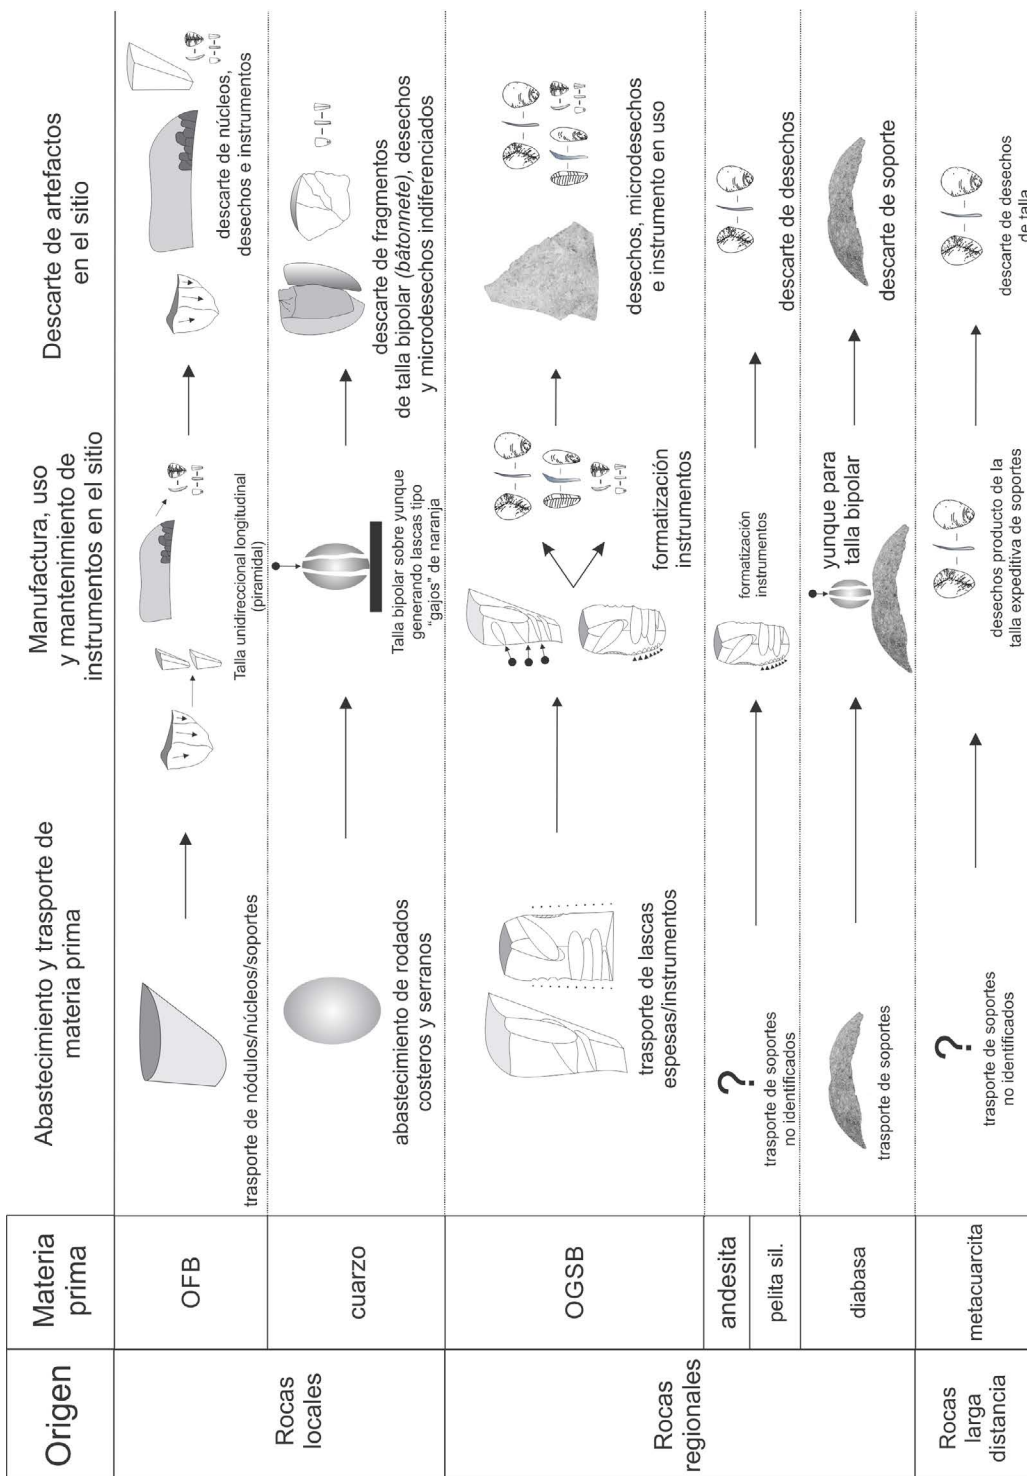 Origen
Materia
prima
Abastecimiento y trasporte de
materia prima
Manufactura, uso
y mantenimiento de
instrumentos en el sitio
Descarte de artefactos
en el sitio
Rocas
locales
OFB
trasporte de nódulos/núcleos/soportes
Talla unidireccional longitudinal
(piramidal)
descarte de núcleos,
desechos e instrumentos
cuarzo
abastecimiento de rodados
costeros y serranos
Talla bipolar sobre yunque
generando lascas tipo
“gajos” de naranja
descarte de fragmentos
de talla bipolar (bâtonnete), desechos
y microdesechos indiferenciados
Rocas
regionales
OGSB
trasporte de lascas
espesas/instrumentos
formatización
instrumentos
desechos, microdesechos
e instrumento en uso
andesita
pelita sil.
?
trasporte de soportes
no identificados
formatización
instrumentos
descarte de desechos
diabasa
trasporte de soportes
yunque para
talla bipolar
descarte de soporte
Rocas
larga
distancia
metacuarcita
?
trasporte de soportes
no identificados
desechos producto de la
talla expeditiva de soportes
descarte de desechos
de talla